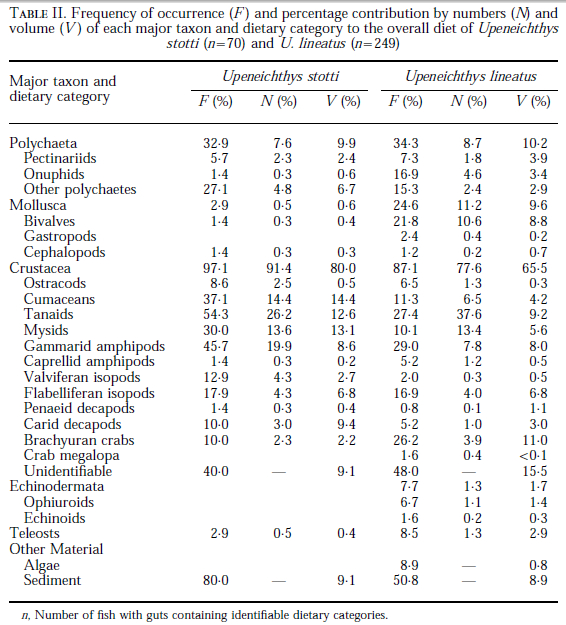 TABLE II. Frequency of occurrence (F) and percentage contribution by numbers (N) and
volume (V) of each major taxon and dietary category to the overall diet of Upeneichthys
stotti (n=70) and U. lineatus (n=249)
Major taxon and dietary category Upeneichthys stotti Upeneichthys lineatus
F (%) N (%) V (%) F (%) N (%) V (%)
Polychaeta 32·9 7·6 9·9 34·3 8·7 10·2
Pectinariids 5·7 2·3 2·4 7·3 1·8 3·9
Onuphids 1·4 0·3 0·6 16·9 4·6 3·4
Other polychaetes 27·1 4·8 6·7 15·3 2·4 2·9
Mollusca 2·9 0·5 0·6 24·6 11·2 9·6
Bivalves 1·4 0·3 0·4 21·8 10·6 8·8
Gastropods 2·4 0·4 0·2
Cephalopods 1·4 0·3 0·3 1·2 0·2 0·7
Crustacea 97·1 91·4 80·0 87·1 77·6 65·5
Ostracods 8·6 2·5 0·5 6·5 1·3 0·3
Cumaceans 37·1 14·4 14·4 11·3 6·5 4·2
Tanaids 54·3 26·2 12·6 27·4 37·6 9·2
Mysids 30·0 13·6 13·1 10·1 13·4 5·6
Gammarid amphipods 45·7 19·9 8·6 29·0 7·8 8·0
Caprellid amphipods 1·4 0·3 0·2 5·2 1·2 0·5
Valviferan isopods 12·9 4·3 2·7 2·0 0·3 0·5
Flabelliferan isopods 17·9 4·3 6·8 16·9 4·0 6·8
Penaeid decapods 1·4 0·3 0·4 0·8 0·1 1·1
Carid decapods 10·0 3·0 9·4 5·2 1·0 3·0
Brachyuran crabs 10·0 2·3 2·2 26·2 3·9 11·0
Crab megalopa 1·6 0·4 <0·1
Unidentifiable 40·0 — 9·1 48·0 — 15·5
Echinodermata 7·7 1·3 1·7
Ophiuroids 6·7 1·1 1·4
Echinoids 1·6 0·2 0·3
Teleosts 2·9 0·5 0·4 8·5 1·3 2·9
Other Material
Algae 8·9 — 0·8
Sediment 80·0 — 9·1 50·8 — 8·9
n, Number of fish with guts containing identifiable dietary categories.